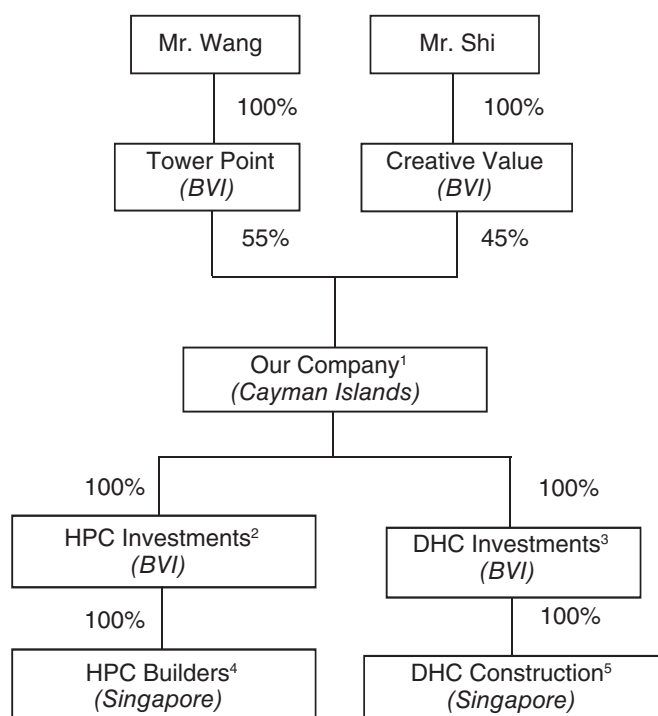 Mr. Wang
Mr. Shi
100%
100%
Tower Point
(BVI)
Creative Value
(BVI)
55%
45%
Our Company¹
(Cayman Islands)
100%
100%
HPC Investments²
(BVI)
DHC Investments³
(BVI)
100%
100%
HPC Builders⁴
(Singapore)
DHC Construction⁵
(Singapore)